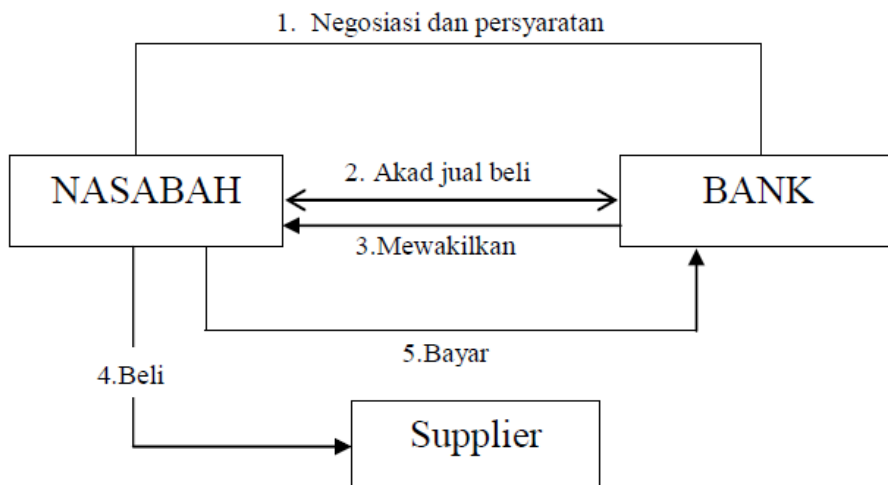 1. Negosiasi dan persyaratan
NASABAH
2. Akad jual beli
BANK
3.Mewakilkan
5.Bayar
4.Beli
Supplier